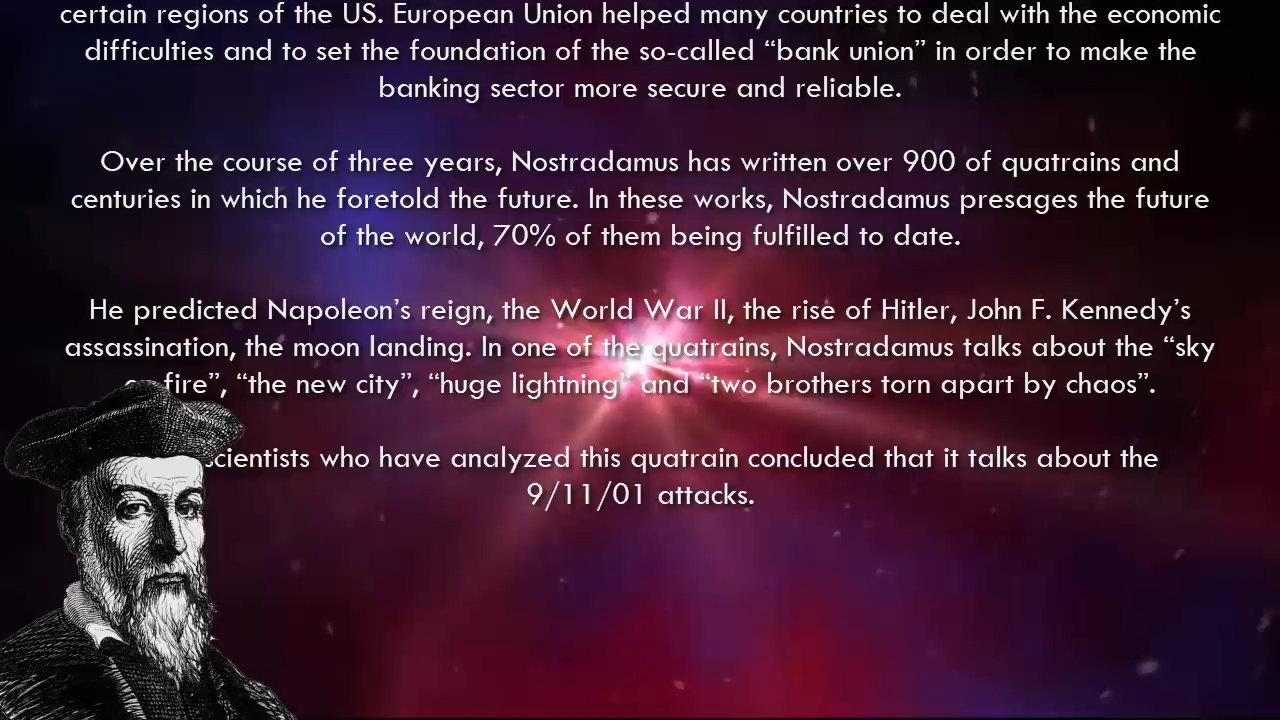 certain regions of the US. European Union helped many countries to deal with the economic
difficulties and to set the foundation of the so-called “bank union” in order to make the
banking sector more secure and reliable.
Over the course of three years, Nostradamus has written over 900 of quatrains and
centuries in which he foretold the future. In these works, Nostradamus presages the future
of the world, 70% of them being fulfilled to date.
He predicted Napoleon’s reign, the World War II, the rise of Hitler, John F. Kennedy’s
assassination, the moon landing. In one of the quatrains, Nostradamus talks about the “sky
fire”, “the new city”, “huge lightning” and “two brothers torn apart by chaos”.
scientists who have analyzed this quatrain concluded that it talks about the
9/11/01 attacks.